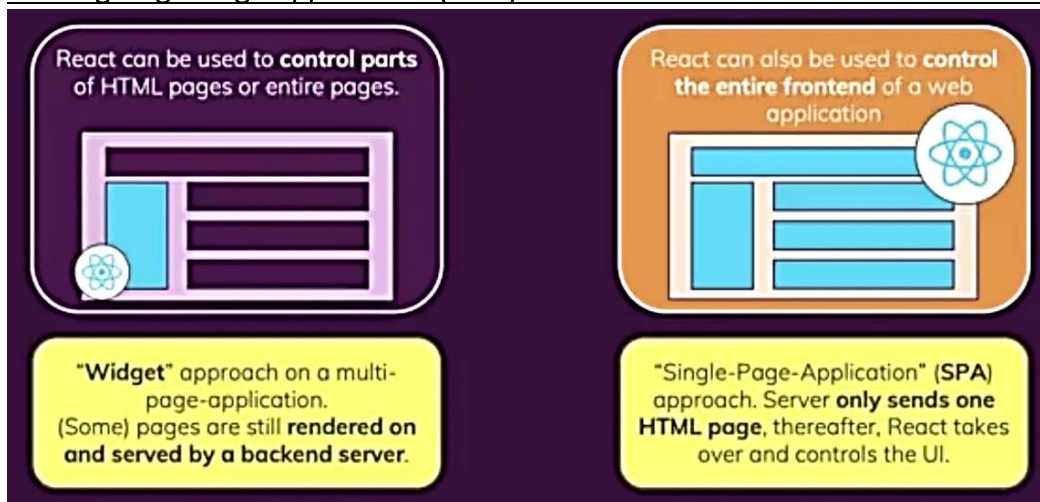 React can be used to control parts
of HTML pages or entire pages.
React can also be used to control
the entire frontend of a web
application
"Widget" approach on a multi-
page-application.
(Some) pages are still rendered on
and served by a backend server.
"Single-Page-Application" (SPA)
approach. Server only sends one
HTML page, thereafter, React takes
over and controls the UI.